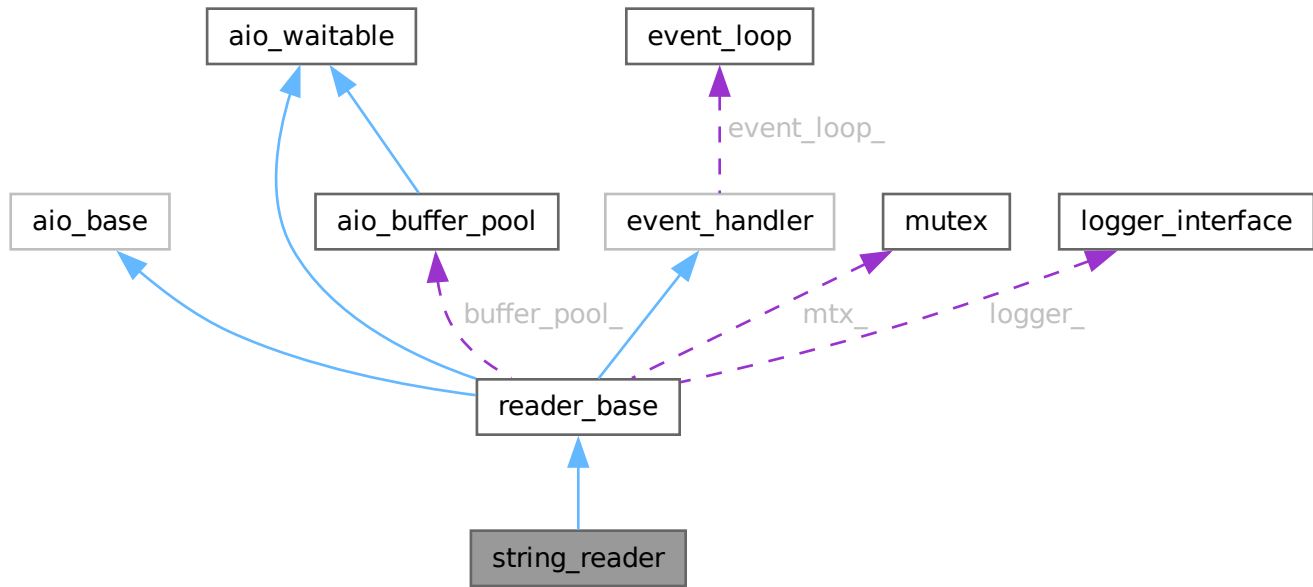 aio_waitable
event_loop
event_loop_
aio_base
aio_buffer_pool
event_handler
mutex
logger_interface
buffer_pool_
mtx_
logger_
reader_base
string_reader